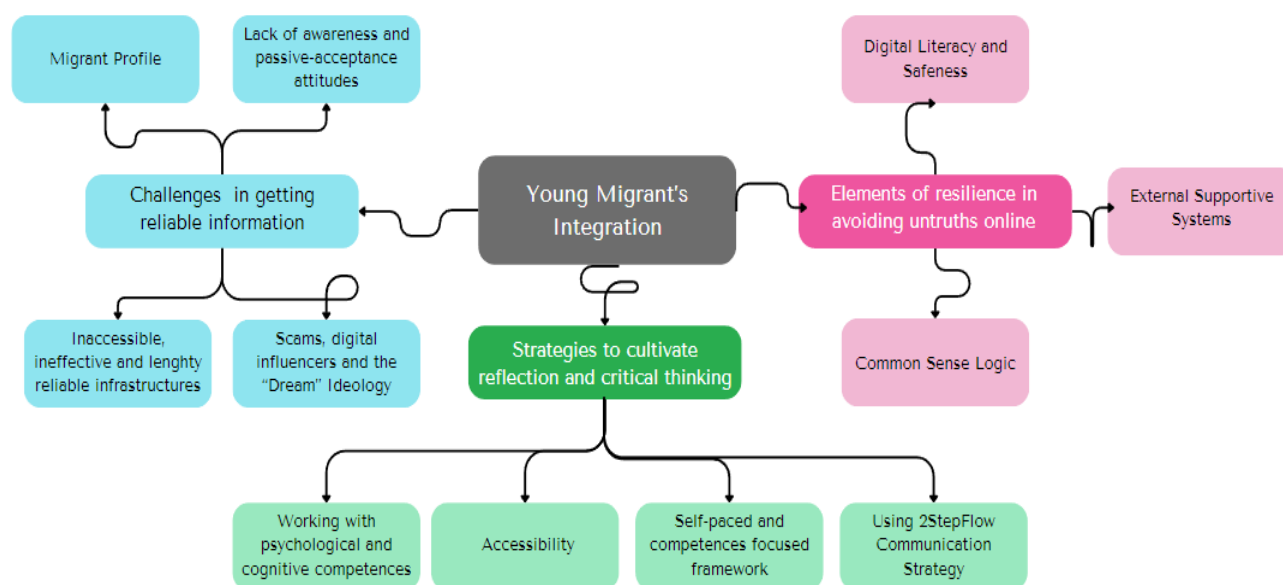 Migrant Profile
Lack of awareness and
passive-acceptance
attitudes
Digital Literacy and
Safeness
Challenges in getting
reliable information
Young Migrant's
Integration
Elements of resilience in
avoiding untruths online
External Supportive
Systems
Inaccessible,
ineffective and lenghty
reliable infrastructures
Scams, digital
influencers and the
“Dream” Ideology
Strategies to cultivate
reflection and critical thinking
Common Sense Logic
Working with
psychological and
cognitive competences
Accessibility
Self-paced and
competences focused
framework
Using 2StepFlow
Communication
Strategy